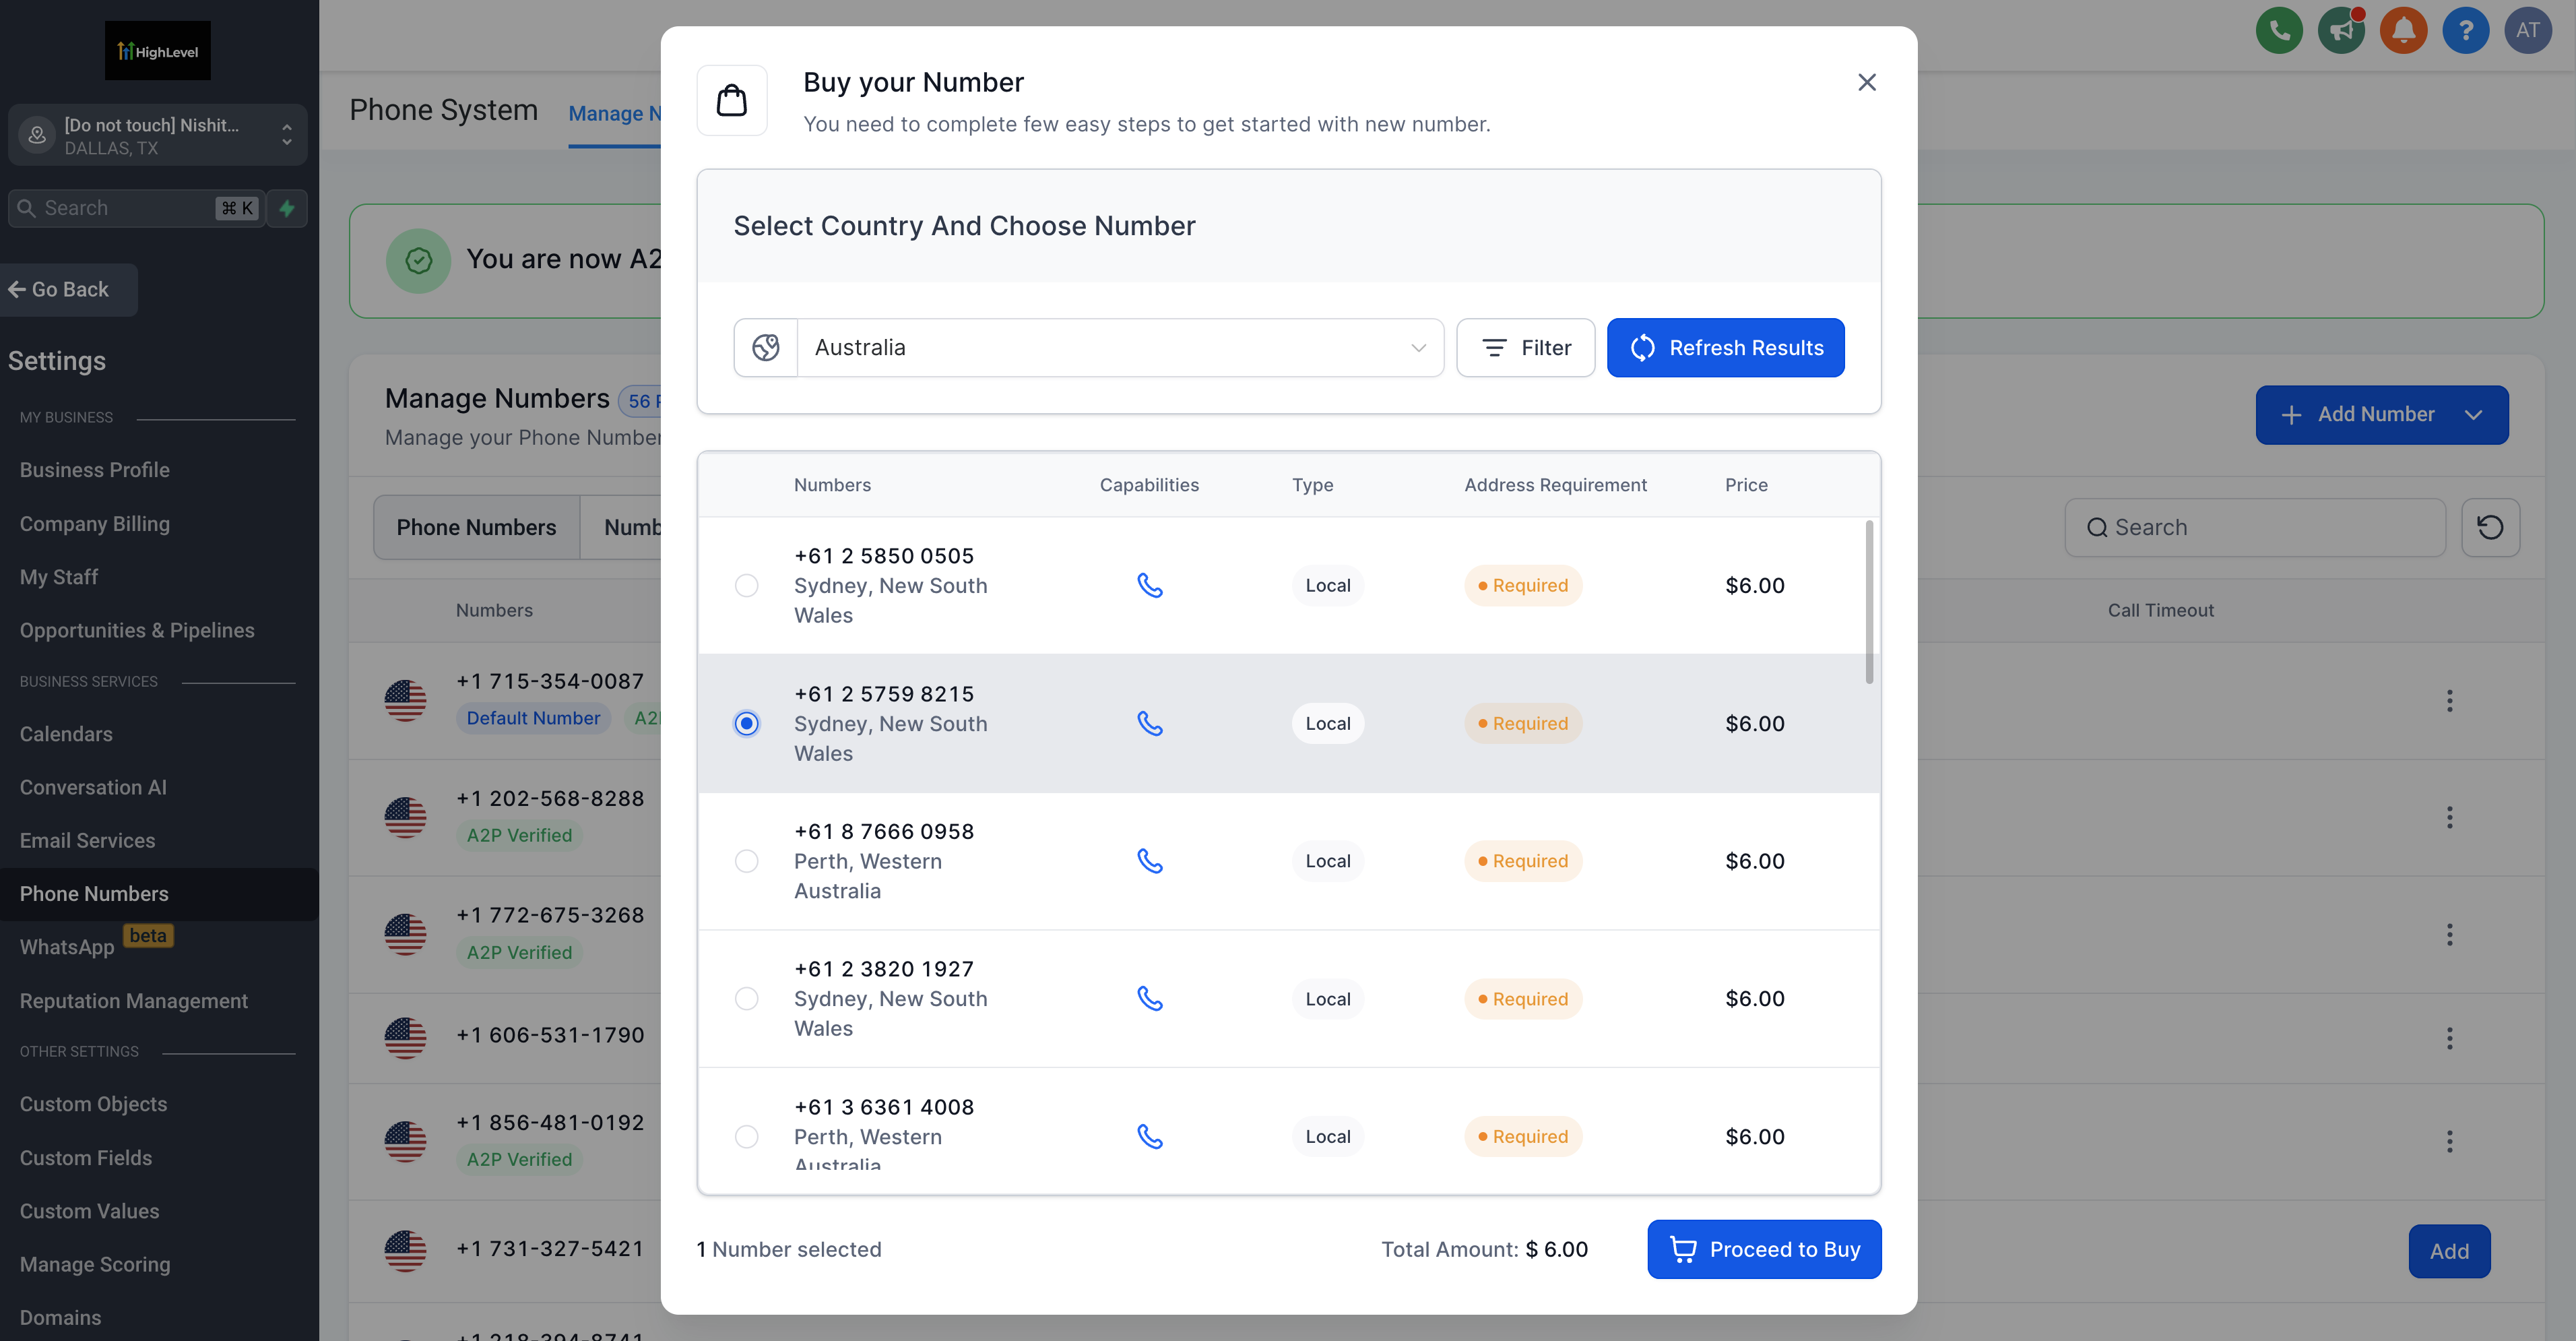 HighLevel
[Do not touch] Nishit...
DALLAS, TX
Search
⌘ K
Go Back
Settings
MY BUSINESS
Business Profile
Company Billing
My Staff
Opportunities & Pipelines
BUSINESS SERVICES
Calendars
Conversation AI
Email Services
Phone Numbers
WhatsApp beta
Reputation Management
OTHER SETTINGS
Custom Objects
Custom Fields
Custom Values
Manage Scoring
Domains
AT
Phone System
Manage N
You are now A2
Manage Numbers 56
Manage your Phone Number
Add Number
Phone Numbers
Numb
Search
Numbers
Call Timeout
+1 715-354-0087
Default Number
+1 202-568-8288
A2P Verified
+1 772-675-3268
A2P Verified
+1 606-531-1790
+1 856-481-0192
A2P Verified
+1 731-327-5421
Add
Buy your Number
You need to complete few easy steps to get started with new number.
Select Country And Choose Number
Australia
Filter
Refresh Results
Numbers Capabilities Type Address Requirement Price
+61 2 5850 0505
Sydney, New South
Wales
Local
Required
$6.00
+61 2 5759 8215
Sydney, New South
Wales
Local
Required
$6.00
+61 8 7666 0958
Perth, Western
Australia
Local
Required
$6.00
+61 2 3820 1927
Sydney, New South
Wales
Local
Required
$6.00
+61 3 6361 4008
Perth, Western
Australia
Local
Required
$6.00
1 Number selected
Total Amount: $ 6.00
Proceed to Buy